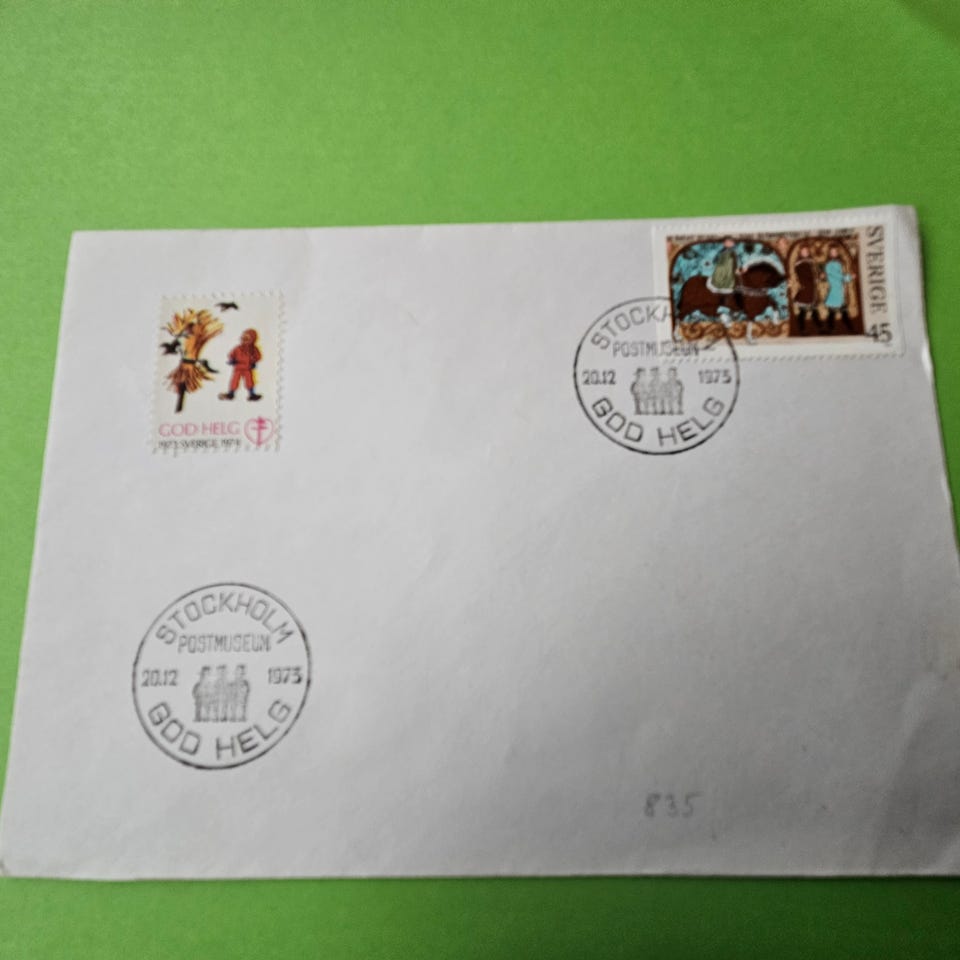 SVERIGE
45
STOCKH
POSTMUSEUM
20.12 1973
GOD HELG
GOD HELG
1973 SVERIGE 1974
STOCKHOLM
POSTMUSEUM
20.12 1973
GOD HELG
835